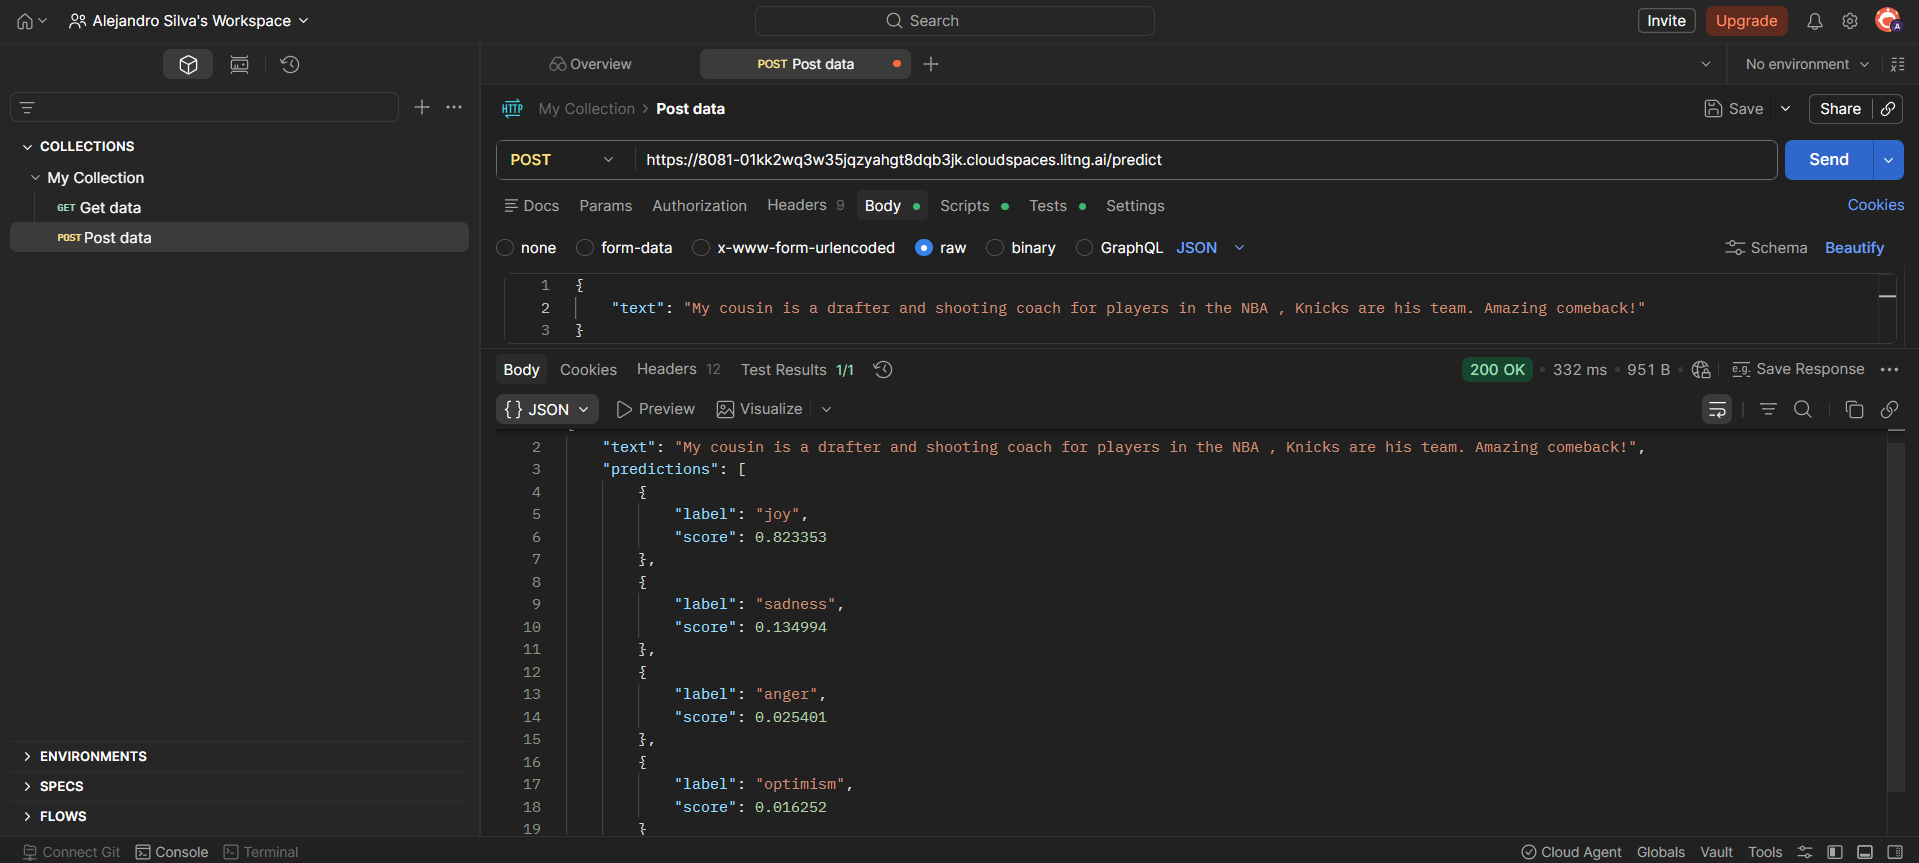 Alejandro Silva's Workspace
Search
Invite
Upgrade
Overview
POST Post data
No environment
COLLECTIONS
My Collection
GET Get data
POST Post data
ENVIRONMENTS
SPECS
FLOWS
HTTP
My Collection > Post data
Save
Share
POST
https://8081-01kk2wq3w35jqzyahgt8dqb3jk.cloudspaces.litng.ai/predict
Send
Docs
Params
Authorization
Headers 9
Body
Scripts
Tests
Settings
Cookies
none
form-data
x-www-form-urlencoded
raw
binary
GraphQL
JSON
Schema
Beautify
1 {
2 "text": "My cousin is a drafter and shooting coach for players in the NBA , Knicks are his team. Amazing comeback!"
3 }
Body
Cookies
Headers 12
Test Results 1/1
200 OK • 332 ms • 951 B
e.g. Save Response
{} JSON
Preview
Visualize
2 "text": "My cousin is a drafter and shooting coach for players in the NBA , Knicks are his team. Amazing comeback!",
3 "predictions": [
4 {
5 "label": "joy",
6 "score": 0.823353
7 },
8 {
9 "label": "sadness",
10 "score": 0.134994
11 },
12 {
13 "label": "anger",
14 "score": 0.025401
15 },
16 {
17 "label": "optimism",
18 "score": 0.016252
19 }
Connect Git
Console
Terminal
Cloud Agent
Globals
Vault
Tools